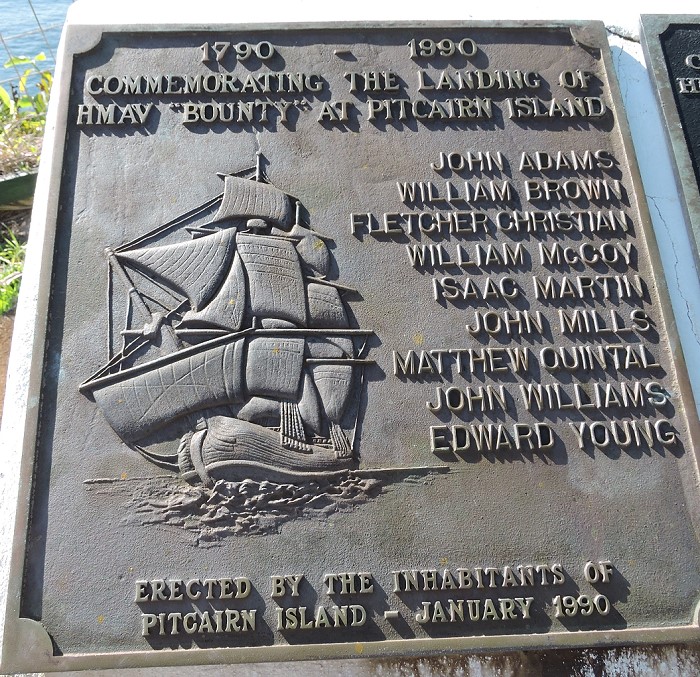 1790 - 1990
COMMEMORATING THE LANDING OF
HMAV "BOUNTY" AT PITCAIRN ISLAND
JOHN ADAMS
WILLIAM BROWN
FLETCHER CHRISTIAN
WILLIAM McCOY
ISAAC MARTIN
JOHN MILLS
MATTHEW QUINTAL
JOHN WILLIAMS
EDWARD YOUNG
ERECTED BY THE INHABITANTS OF
PITCAIRN ISLAND - JANUARY 1990